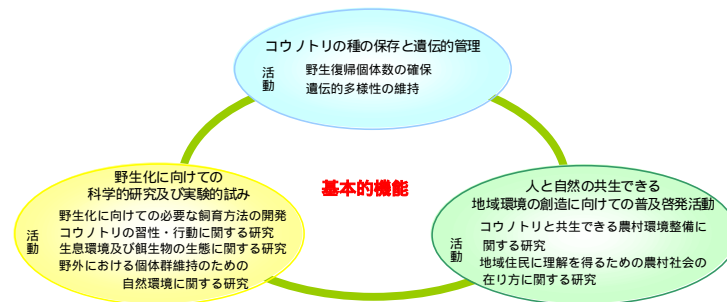 コウノトリの種の保存と遺伝的管理
活動
野生復帰個体数の確保
遺伝的多様性の維持
基本的機能
野生化に向けての
科学的研究及び実験的試み
活動
野生化に向けての必要な飼育方法の開発
コウノトリの習性・行動に関する研究
生息環境及び餌生物の生態に関する研究
野外における個体群維持のための
自然環境に関する研究
人と自然の共生できる
地域環境の創造に向けての普及啓発活動
活動
コウノトリと共生できる農村環境整備に
関する研究
地域住民に理解を得るための農村社会の
在り方に関する研究